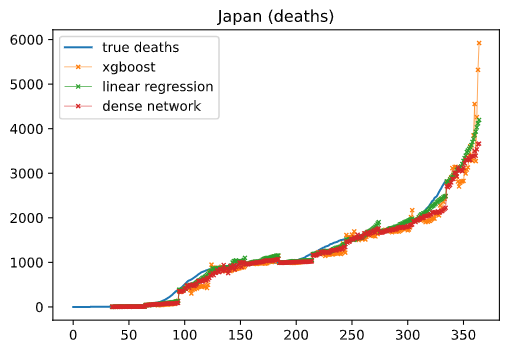 Japan (deaths)
true deaths
xgboost
linear regression
dense network
6000
5000
4000
3000
2000
1000
0
0 50 100 150 200 250 300 350